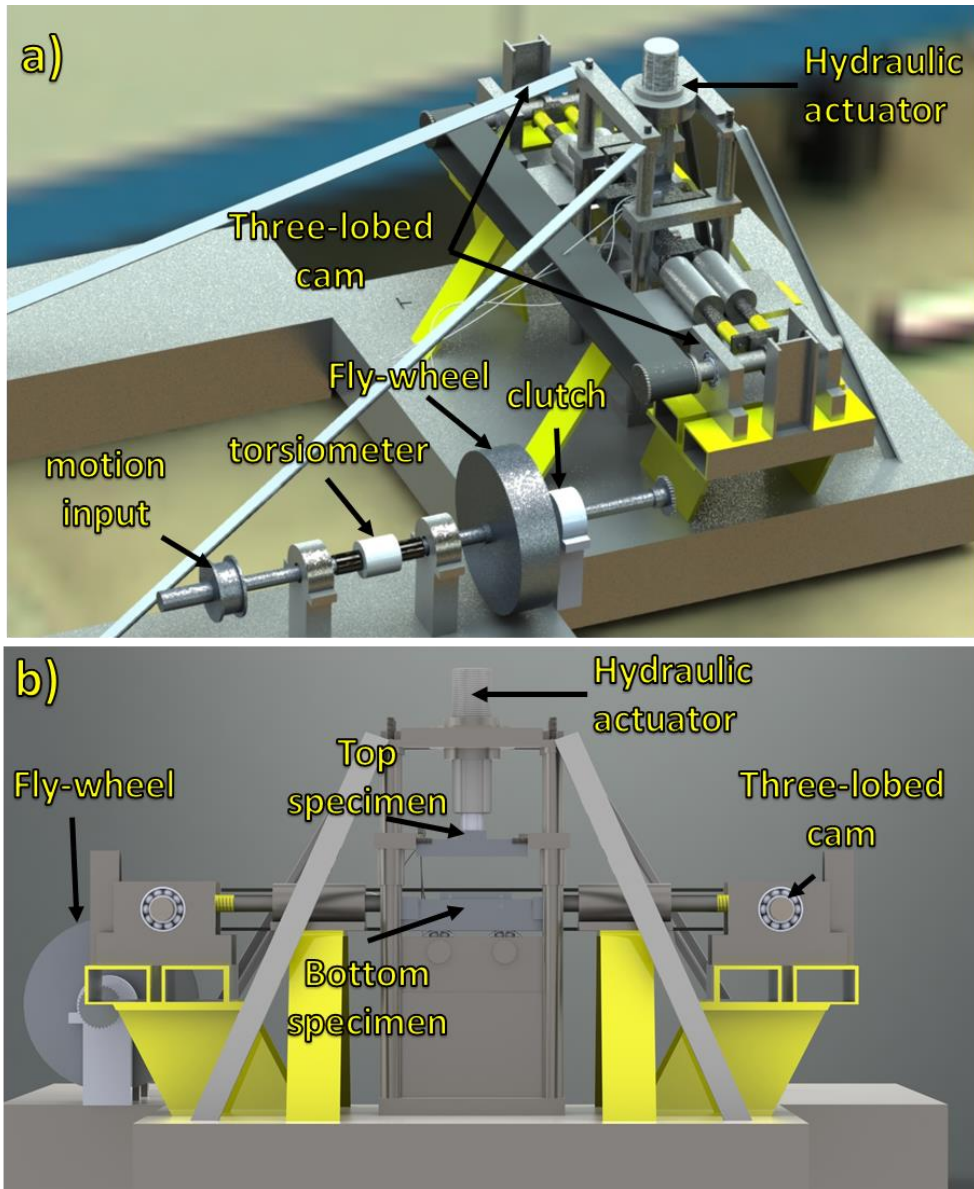 a)
Hydraulic
actuator
Three-lobed
cam
Fly-wheel
clutch
torsiometer
motion
input
b)
Hydraulic
actuator
Top
specimen
Fly-wheel
Three-lobed
cam
Bottom
specimen